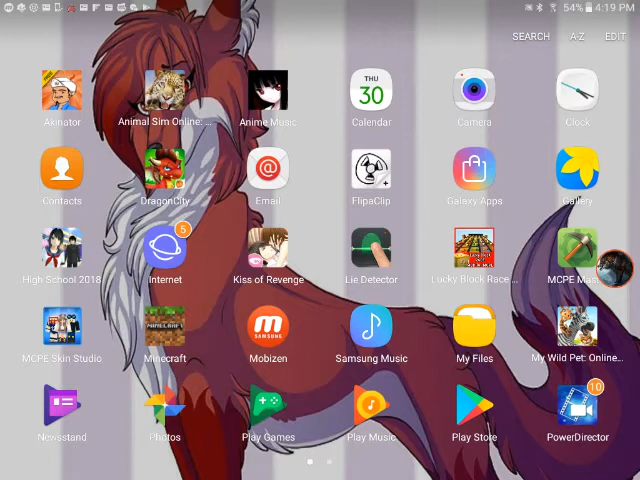 54% 4:19 PM
SEARCH A-Z EDIT
THU
30
Akinator Animal Sim Online: ... Anime Music Calendar Camera Clock
Contacts DragonCity Email FlipaClip Galaxy Apps Gallery
5
High School 2018 Internet Kiss of Revenge Lie Detector Lucky Block Race ... MCPE Mas
MINECRAFT
SAMSUNG
MCPE Skin Studio Minecraft Mobizen Samsung Music My Files My Wild Pet: Online...
10
Newsstand Photos Play Games Play Music Play Store PowerDirector